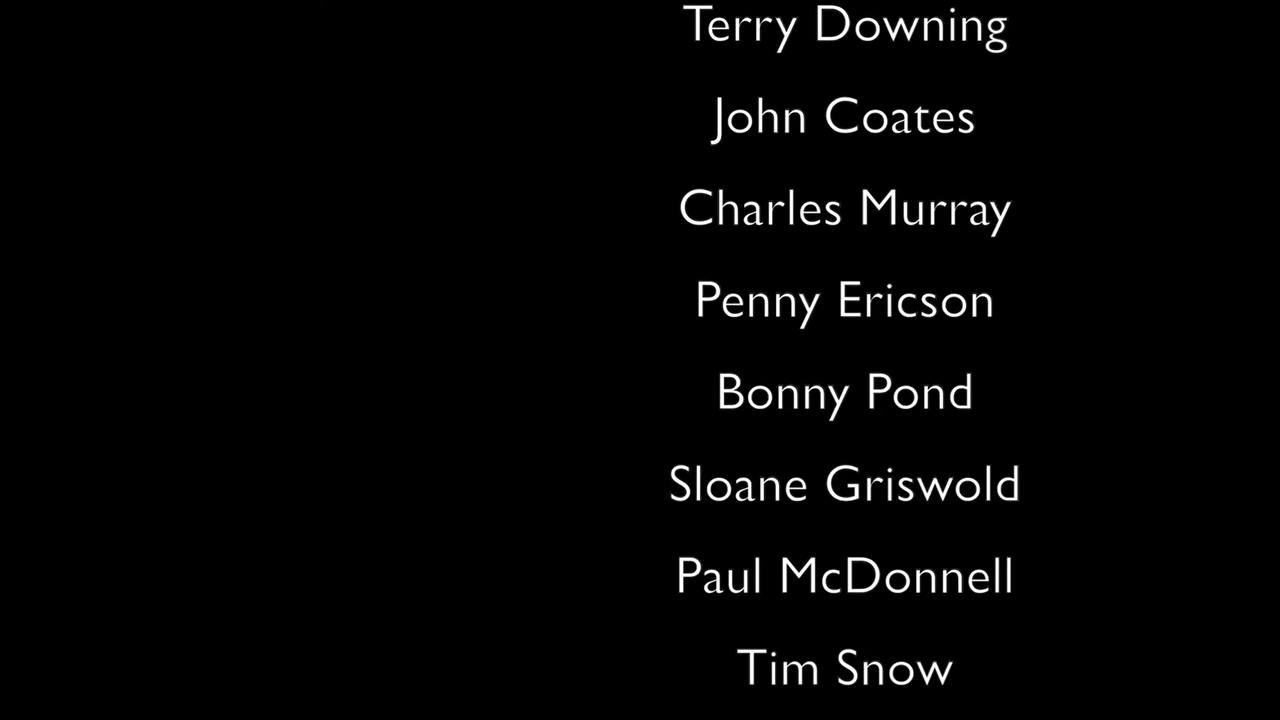 Terry Downing
John Coates
Charles Murray
Penny Ericson
Bonny Pond
Sloane Griswold
Paul McDonnell
Tim Snow